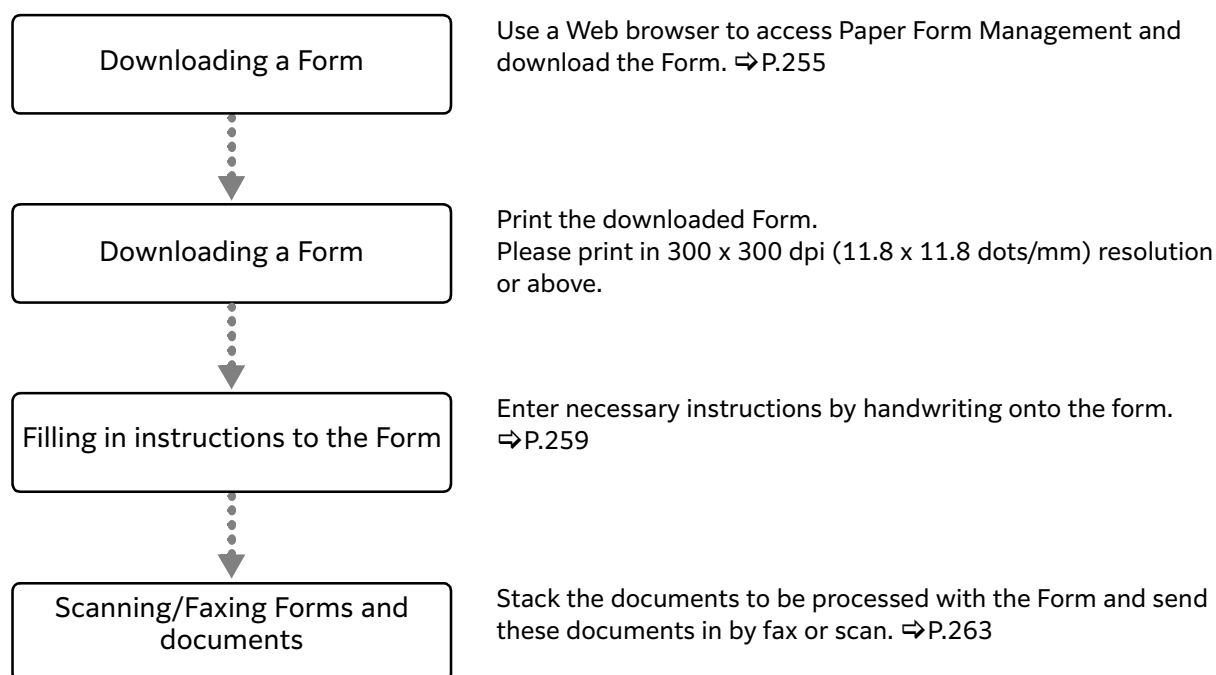 Downloading a Form
Use a Web browser to access Paper Form Management and
download the Form. ⇨P.255
Downloading a Form
Print the downloaded Form.
Please print in 300 x 300 dpi (11.8 x 11.8 dots/mm) resolution
or above.
Filling in instructions to the Form
Enter necessary instructions by handwriting onto the form.
⇨P.259
Scanning/Faxing Forms and
documents
Stack the documents to be processed with the Form and send
these documents in by fax or scan. ⇨P.263